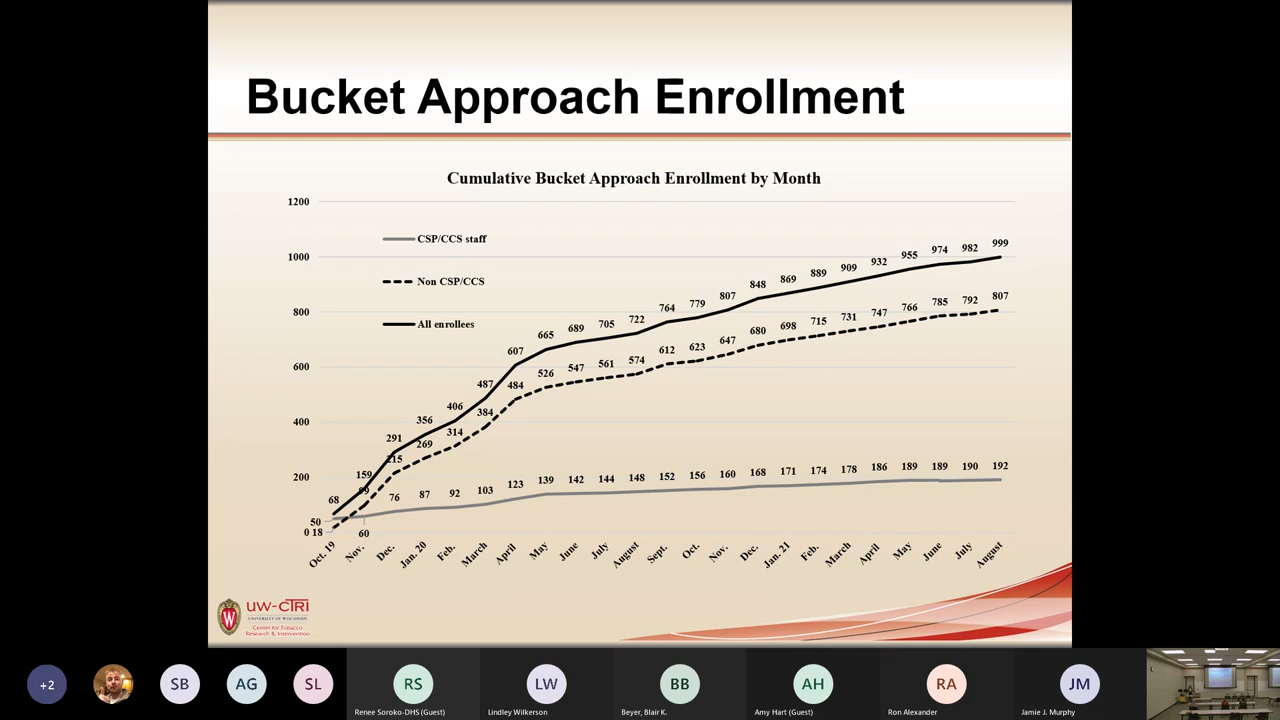 Bucket Approach Enrollment
Cumulative Bucket Approach Enrollment by Month
1200
1000
800
600
400
200
0
CSP/CCS staff
Non CSP/CCS
All enrollees
68 159 291 356 406 487 607 665 689 705 722 764 779 807 848 869 889 909 932 955 974 982 999
18 99 215 269 314 384 484 526 547 561 574 612 623 647 680 698 715 731 747 766 785 792 807
50 60 76 87 92 103 123 139 142 144 148 152 156 160 168 171 174 178 186 189 189 190 192
Oct. 19 Nov. Dec. Jan. 20 Feb. March April May June July August Sept. Oct. Nov. Dec. Jan. 21 Feb. March April May June July August
UW-CTRI
UNIVERSITY OF WISCONSIN
Center for Tobacco
Research & Intervention
W
+2 SB AG SL RS LW BB AH RA JM
Renee Soroko-DHS (Guest) Lindley Wilkerson Beyer, Blair K. Amy Hart (Guest) Ron Alexander Jamie J. Murphy